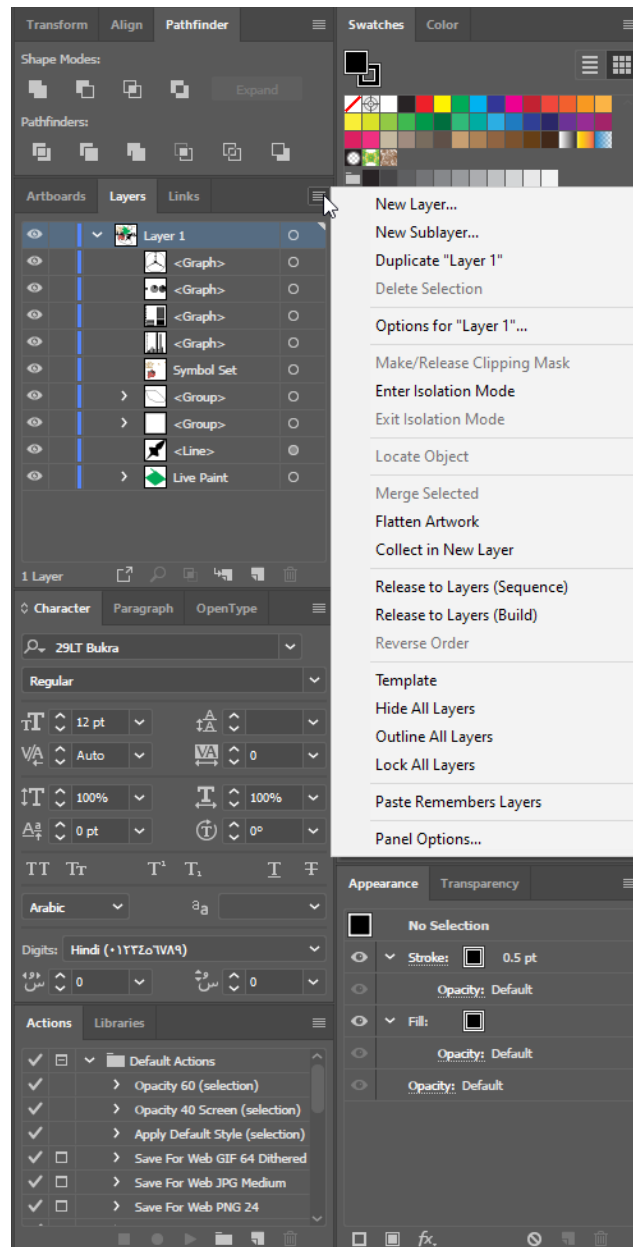 Transform Align Pathfinder
Shape Modes:
Expand
Pathfinders:
Artboards Layers Links
Layer 1
<Graph>
<Graph>
<Graph>
<Graph>
Symbol Set
<Group>
<Group>
<Line>
Live Paint
1 Layer
Character Paragraph OpenType
29LT Bukra
Regular
12 pt
Auto 0
100% 100%
0 pt 0°
TT Tт T¹ T₁ T T
Arabic aa
Digits: Hindi (٠١٢٣٤٥٦٧٨٩)
0 0
Actions Libraries
Default Actions
Opacity 60 (selection)
Opacity 40 Screen (selection)
Apply Default Style (selection)
Save For Web GIF 64 Dithered
Save For Web JPG Medium
Save For Web PNG 24
Swatches Color
New Layer...
New Sublayer...
Duplicate "Layer 1"
Delete Selection
Options for "Layer 1"...
Make/Release Clipping Mask
Enter Isolation Mode
Exit Isolation Mode
Locate Object
Merge Selected
Flatten Artwork
Collect in New Layer
Release to Layers (Sequence)
Release to Layers (Build)
Reverse Order
Template
Hide All Layers
Outline All Layers
Lock All Layers
Paste Remembers Layers
Panel Options...
Appearance Transparency
No Selection
Stroke: 0.5 pt
Opacity: Default
Fill:
Opacity: Default
Opacity: Default
fx.